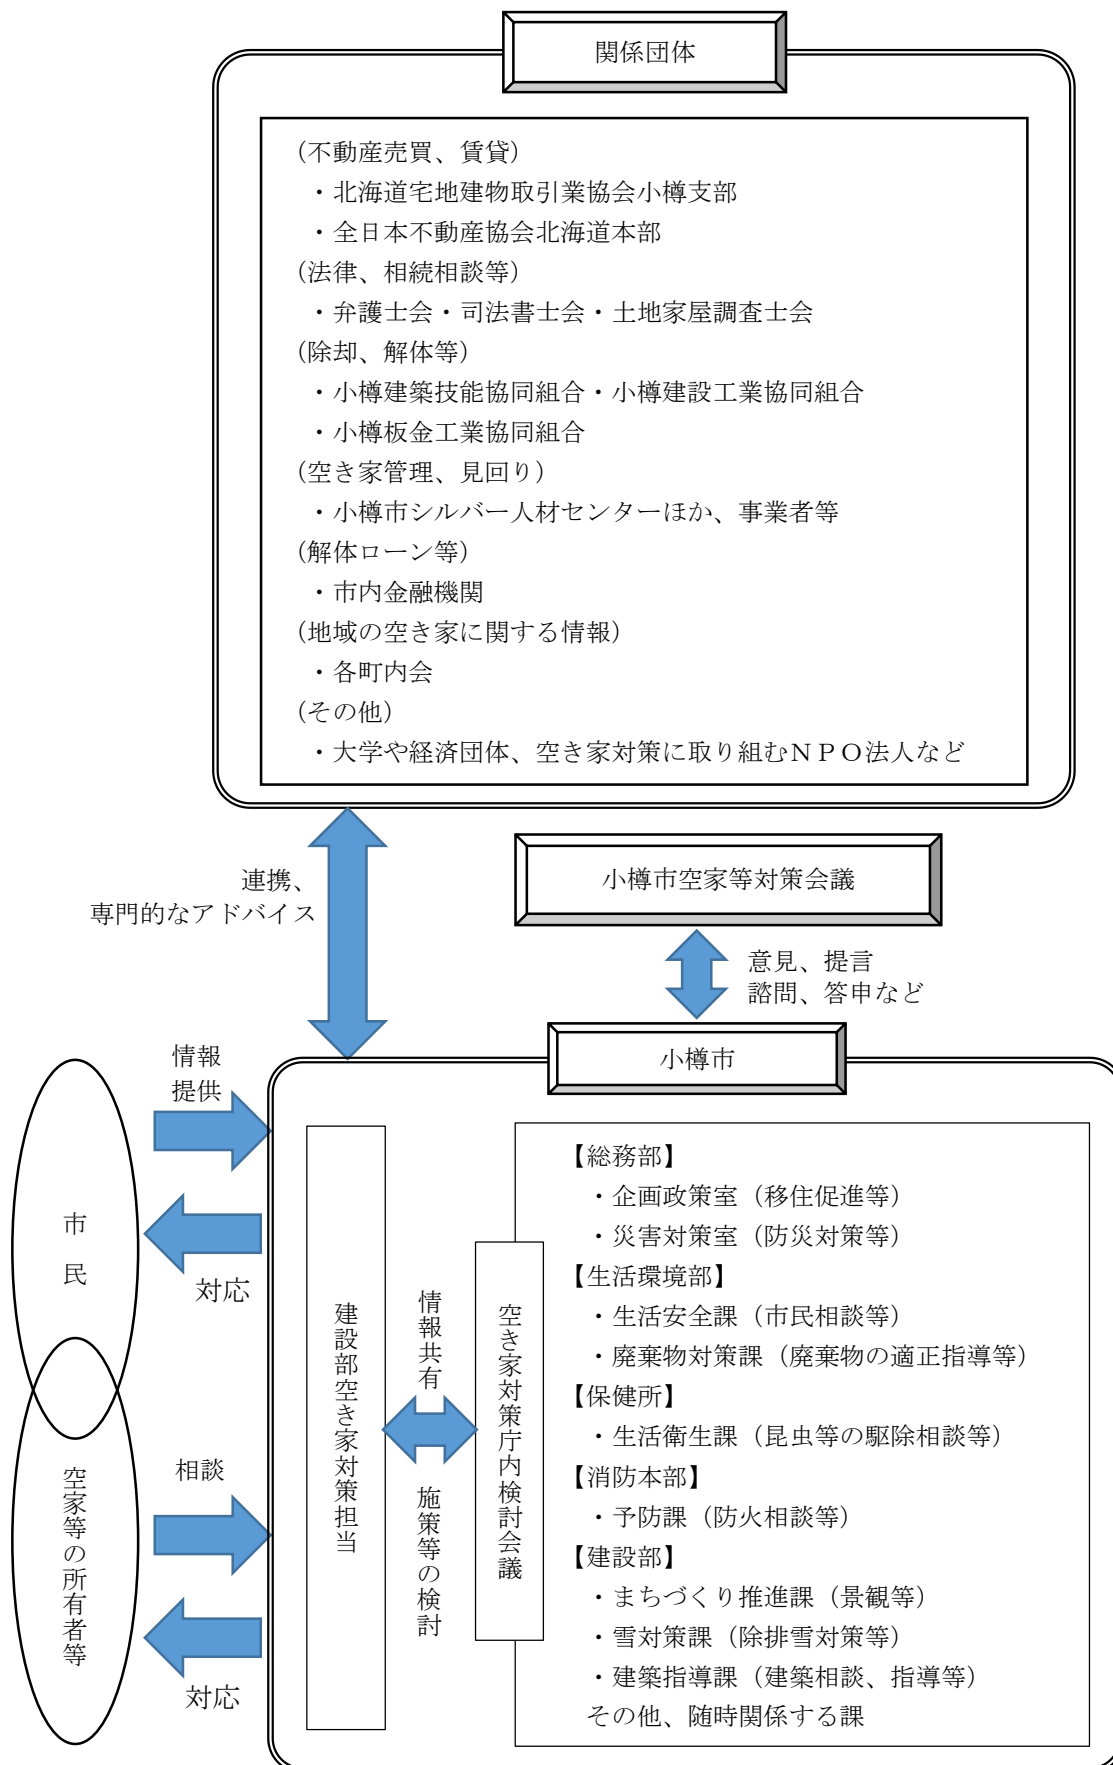 関係団体
(不動産売買、賃貸)
・北海道宅地建物取引業協会小樽支部
・全日本不動産協会北海道本部
(法律、相続相談等)
・弁護士会・司法書士会・土地家屋調査士会
(除却、解体等)
・小樽建築技能協同組合・小樽建設工業協同組合
・小樽板金工業協同組合
(空き家管理、見回り)
・小樽市シルバー人材センターほか、事業者等
(解体ローン等)
・市内金融機関
(地域の空き家に関する情報)
・各町内会
(その他)
・大学や経済団体、空き家対策に取り組むＮＰＯ法人など
連携、
専門的なアドバイス
小樽市空家等対策会議
意見、提言
諮問、答申など
小樽市
情報
提供
市民
対応
空家等の所有者等
相談
対応
建設部空き家対策担当
情報共有
施策等の検討
空き家対策庁内検討会議
【総務部】
・企画政策室（移住促進等）
・災害対策室（防災対策等）
【生活環境部】
・生活安全課（市民相談等）
・廃棄物対策課（廃棄物の適正指導等）
【保健所】
・生活衛生課（昆虫等の駆除相談等）
【消防本部】
・予防課（防火相談等）
【建設部】
・まちづくり推進課（景観等）
・雪対策課（除排雪対策等）
・建築指導課（建築相談、指導等）
その他、随時関係する課